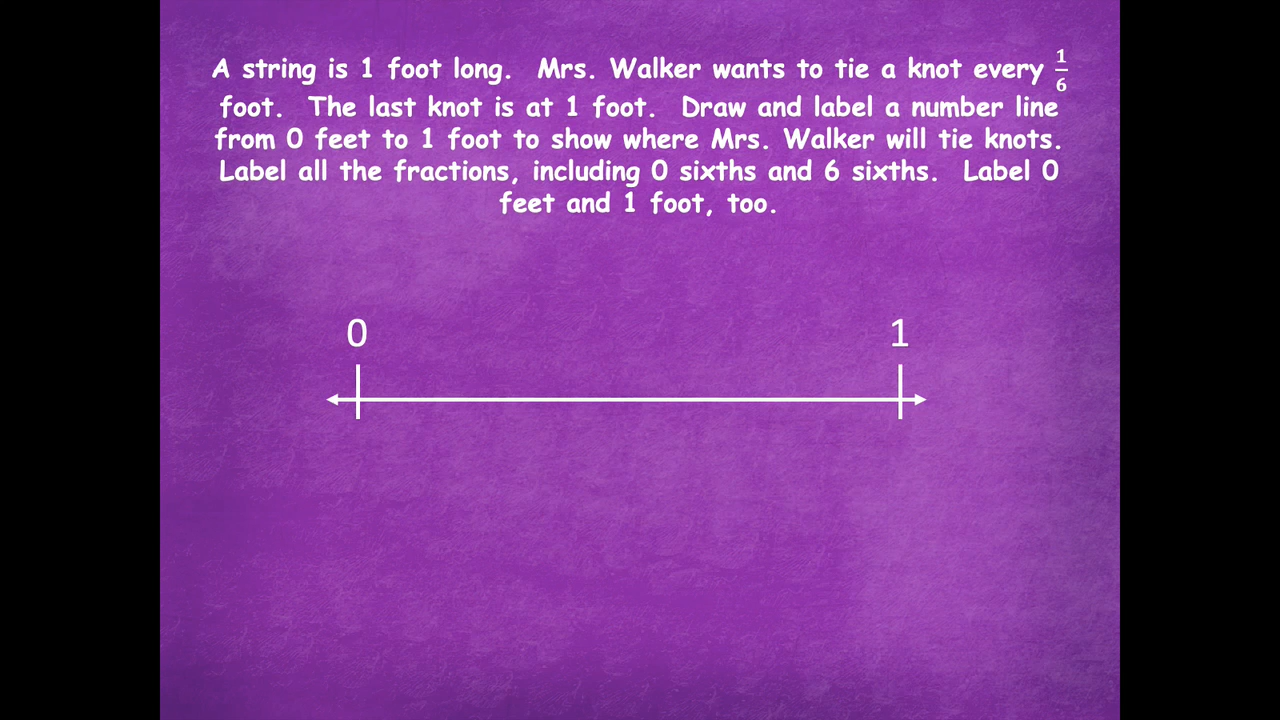 A string is 1 foot long. Mrs. Walker wants to tie a knot every 1/6
foot. The last knot is at 1 foot. Draw and label a number line
from 0 feet to 1 foot to show where Mrs. Walker will tie knots.
Label all the fractions, including 0 sixths and 6 sixths. Label 0
feet and 1 foot, too.
0 1